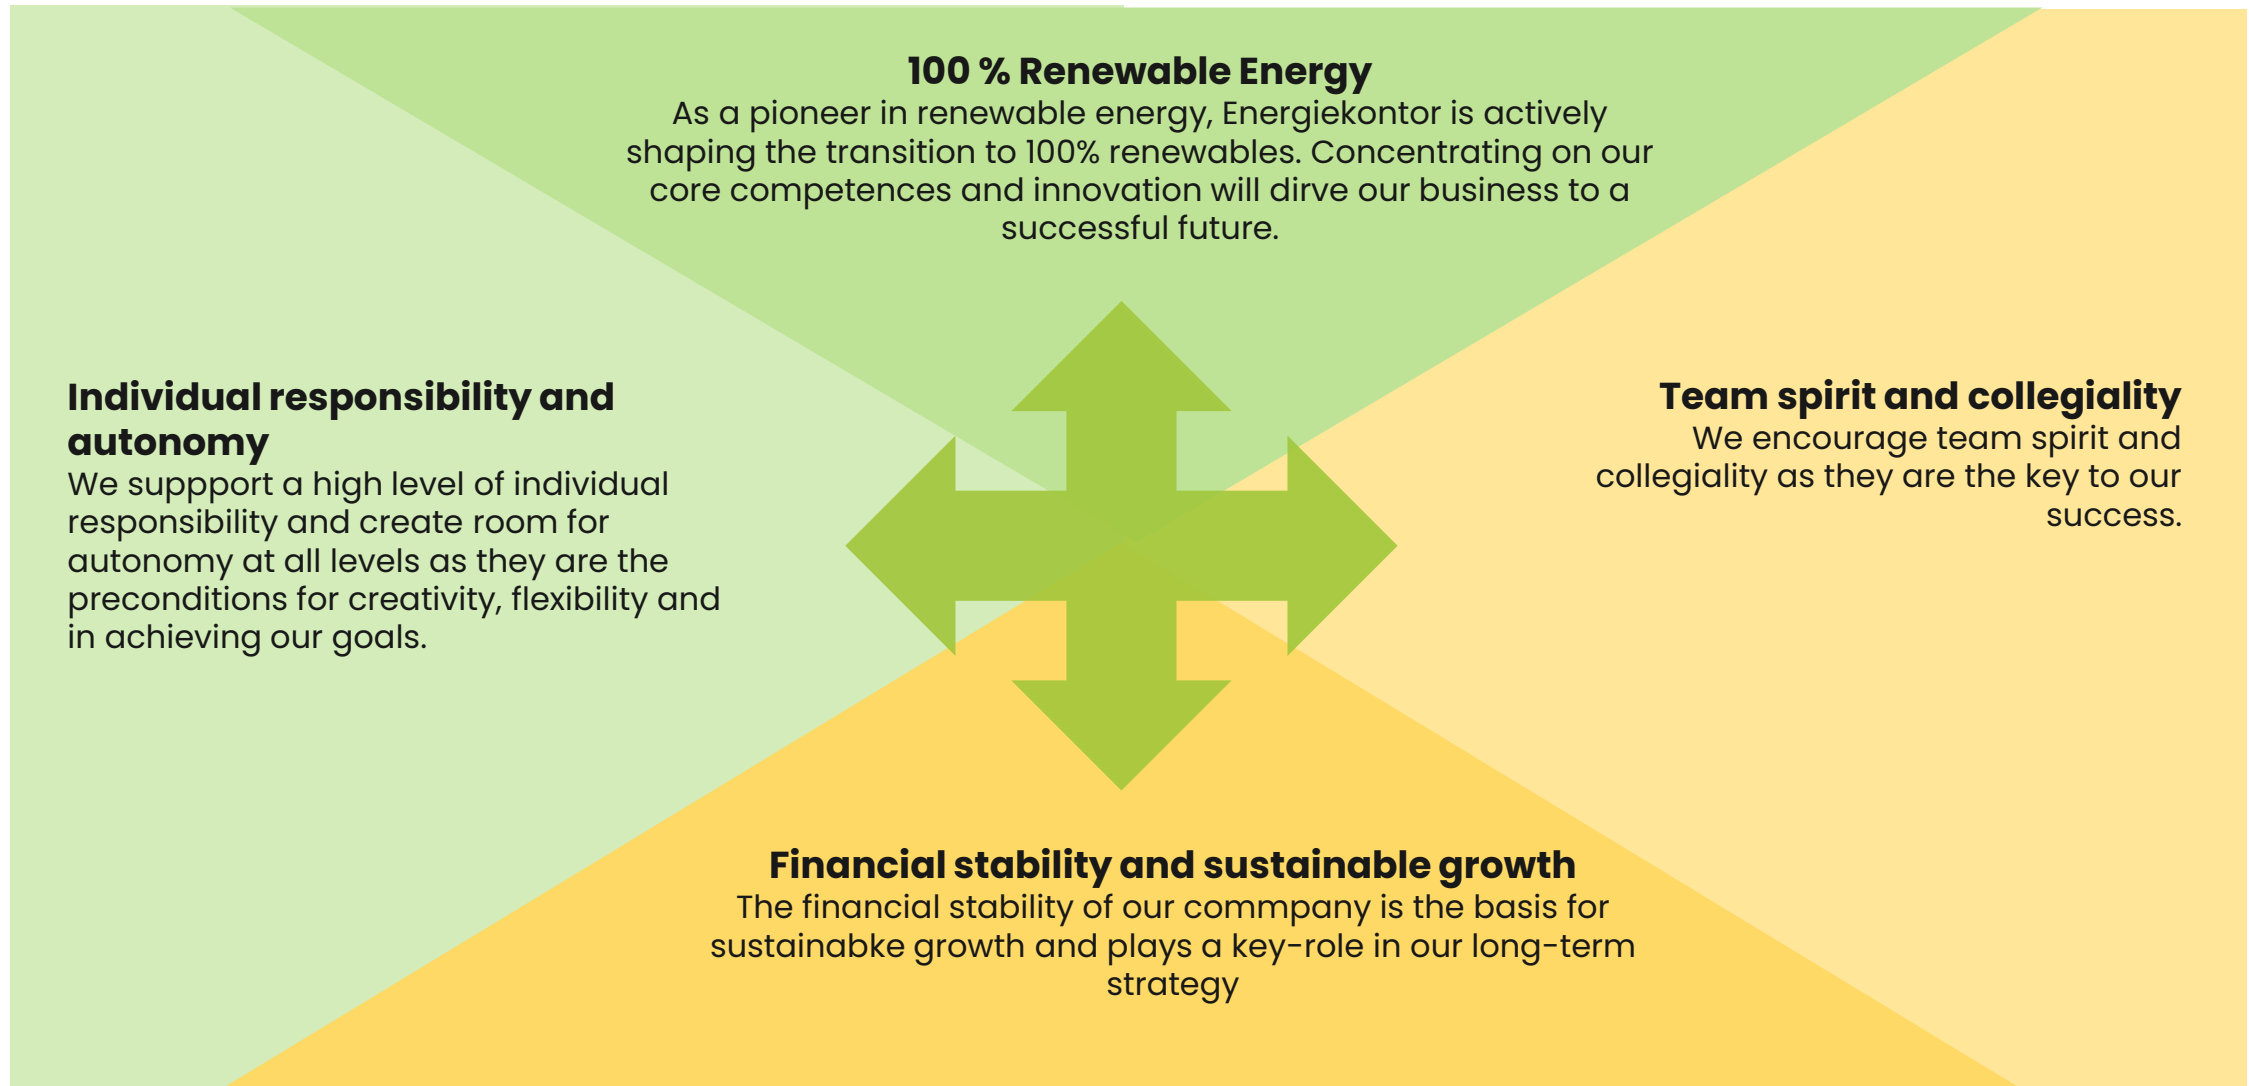 100 % Renewable Energy
As a pioneer in renewable energy, Energiekontor is actively
shaping the transition to 100% renewables. Concentrating on our
core competences and innovation will dirve our business to a
successful future.
Individual responsibility and
autonomy
We suppport a high level of individual
responsibility and create room for
autonomy at all levels as they are the
preconditions for creativity, flexibility and
in achieving our goals.
Team spirit and collegiality
We encourage team spirit and
collegiality as they are the key to our
success.
Financial stability and sustainable growth
The financial stability of our commpany is the basis for
sustainabke growth and plays a key-role in our long-term
strategy